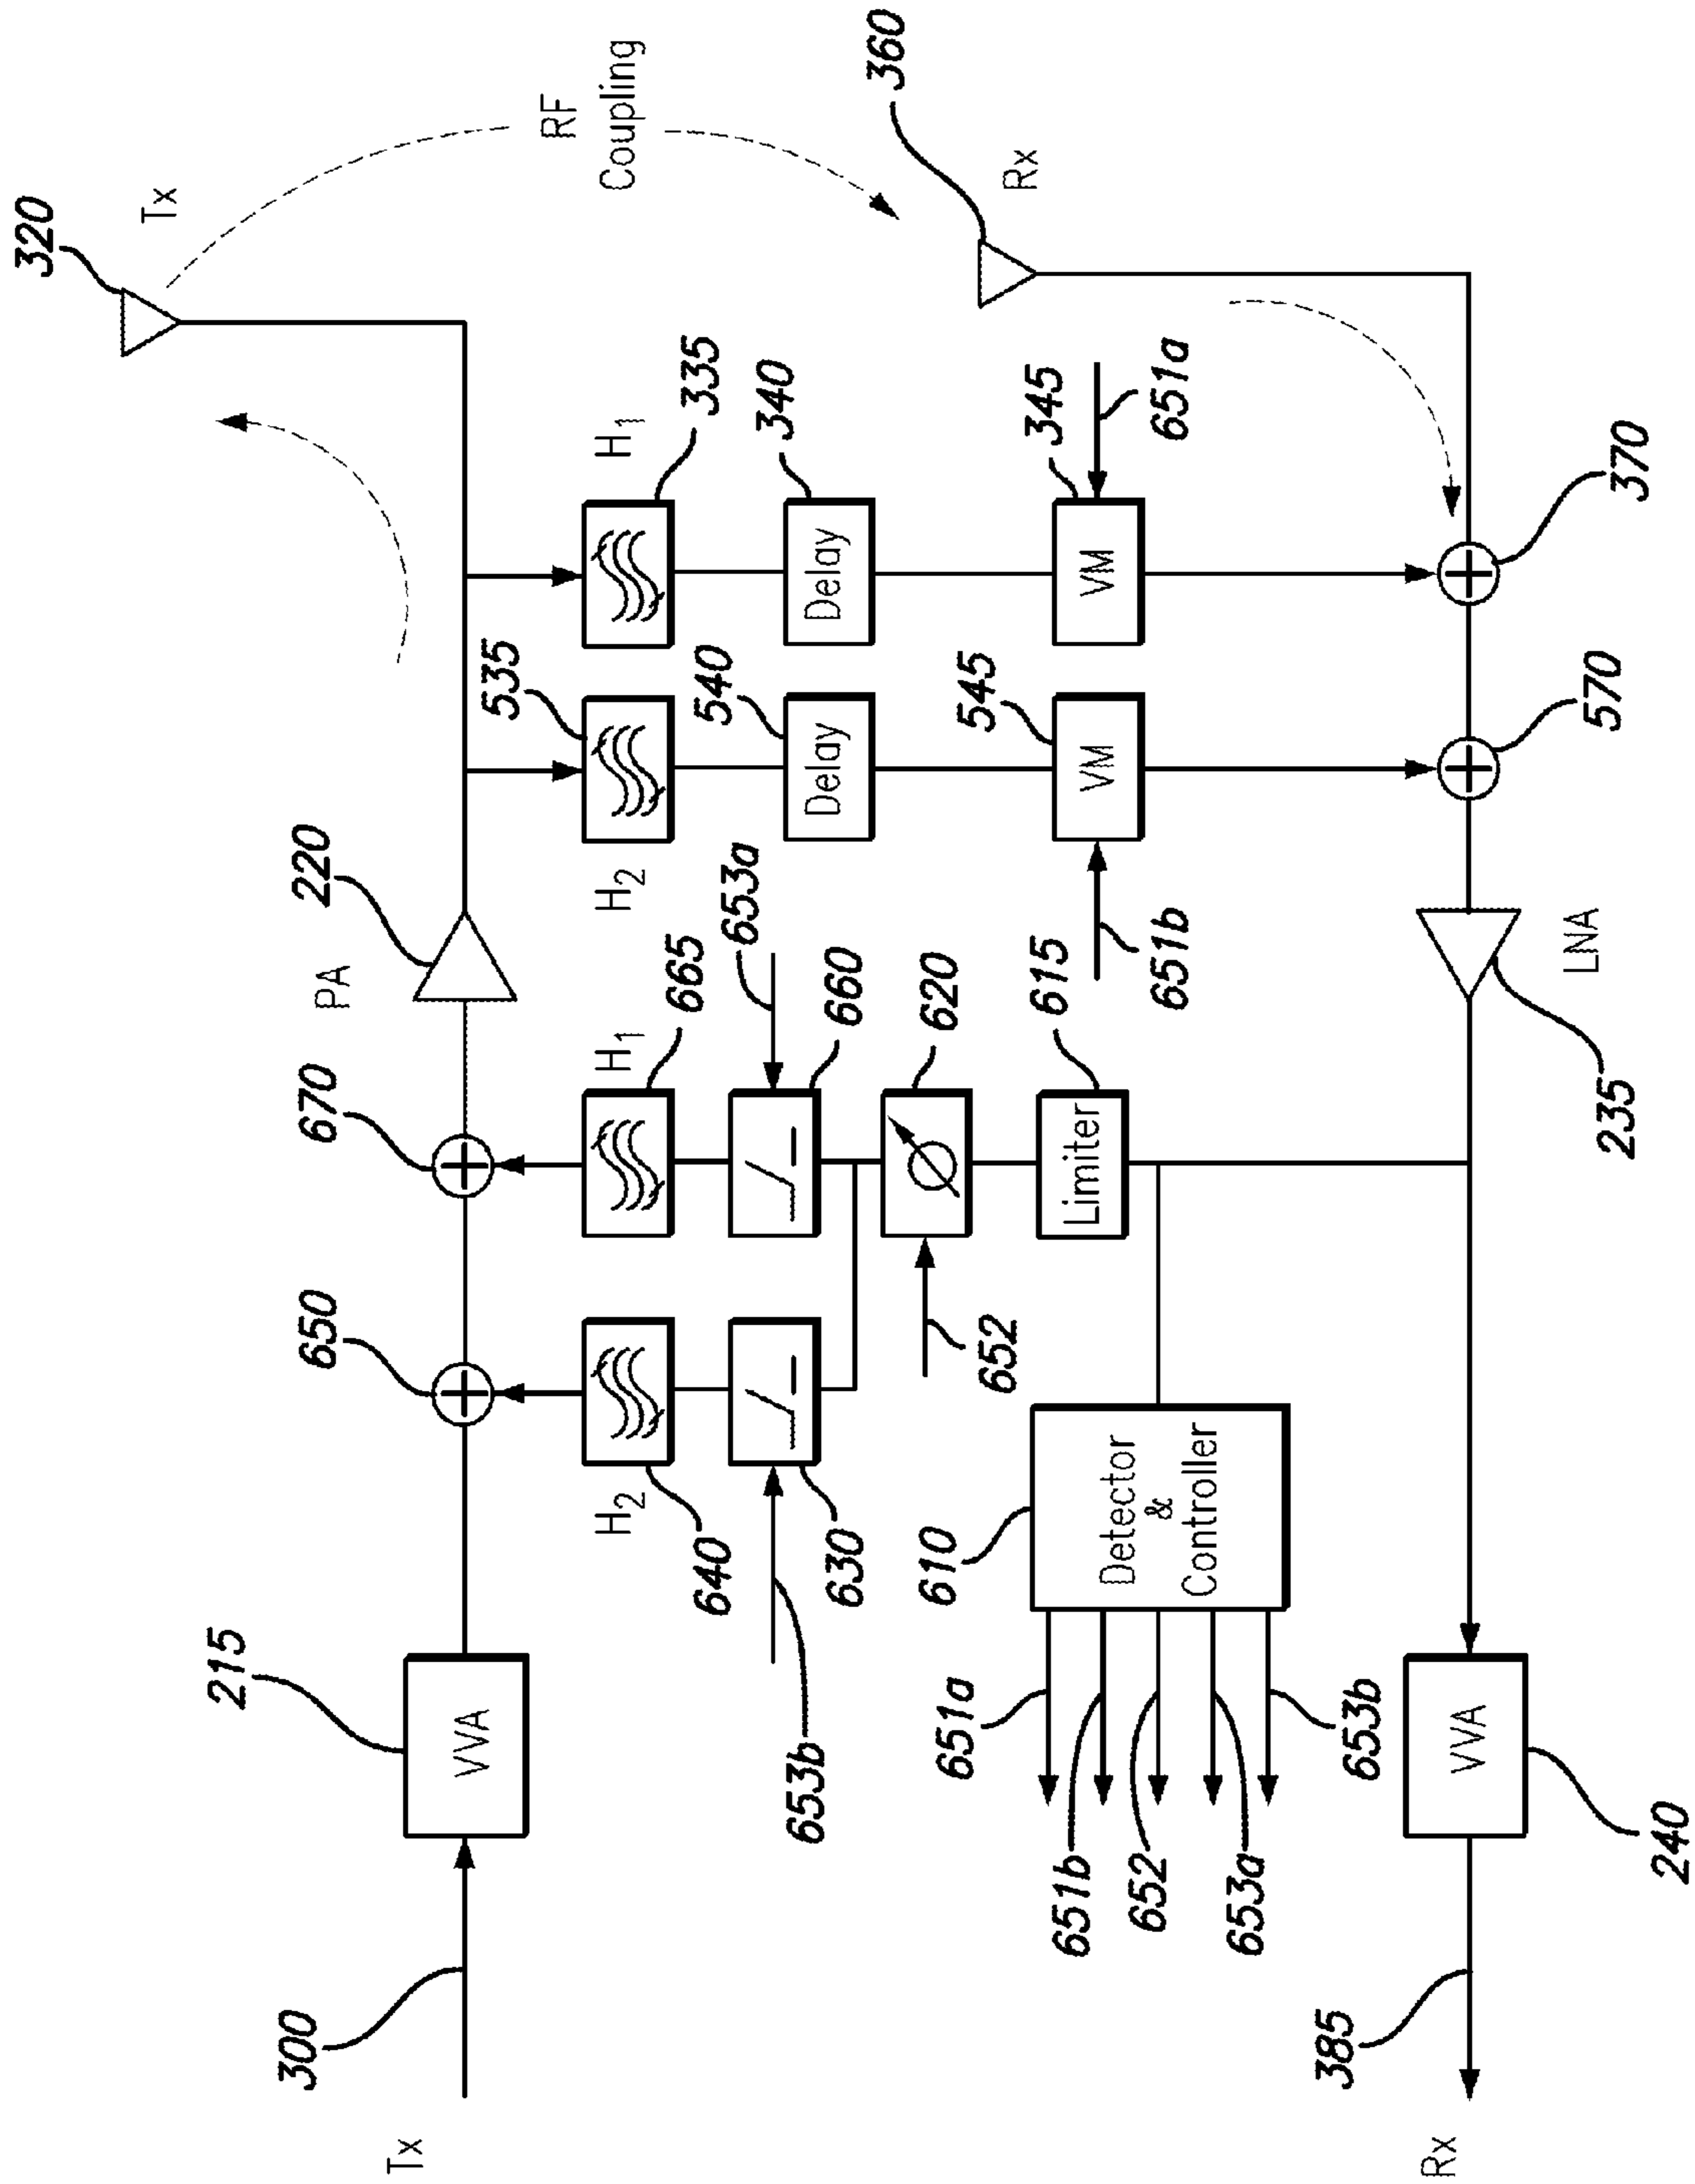 320
Tx
RF
Coupling
360
Rx
220
PA
535
H1
335
340
Delay
345
651a
VM
370
H2
540
Delay
545
651b
VM
570
LNA
235
670
H1
665
653a
660
620
615
Limiter
650
H2
640
653b
630
652
610
Detector
&
Controller
651a
651b
652
653a
653b
215
VVA
VVA
240
300
Tx
385
Rx